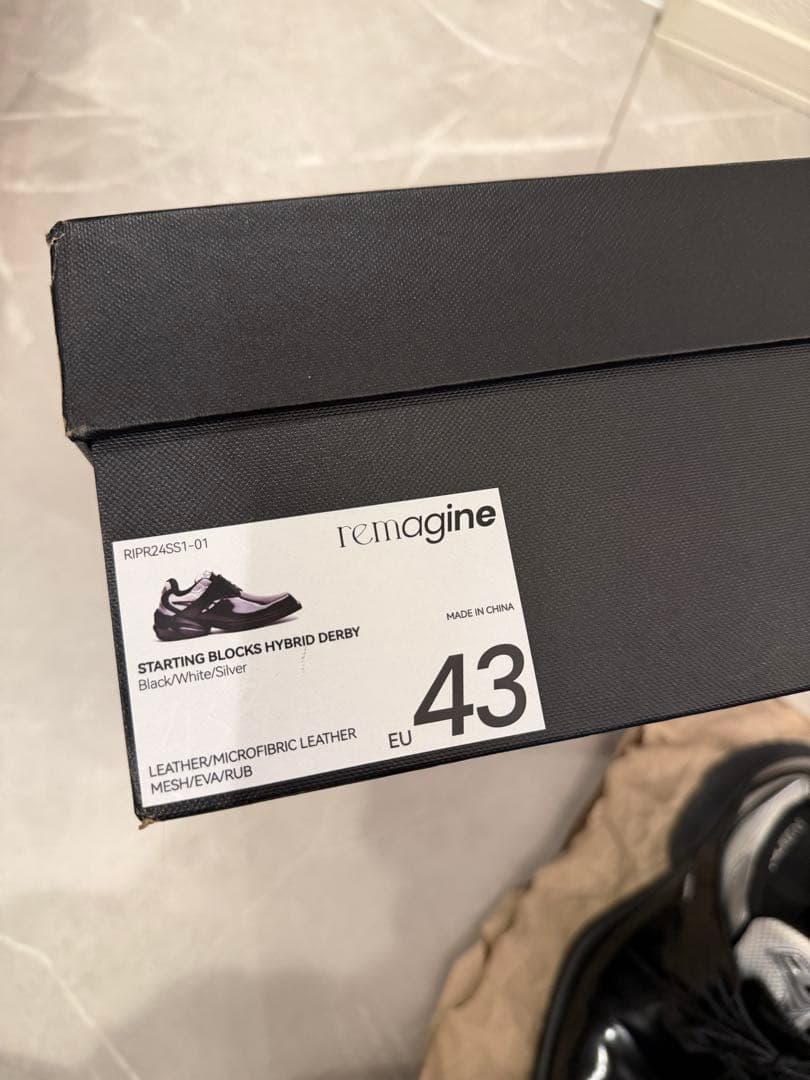 RIPR24SS1-01
remagine
MADE IN CHINA
STARTING BLOCKS HYBRID DERBY
Black/White/Silver
EU 43
LEATHER/MICROFIBRIC LEATHER
MESH/EVA/RUB